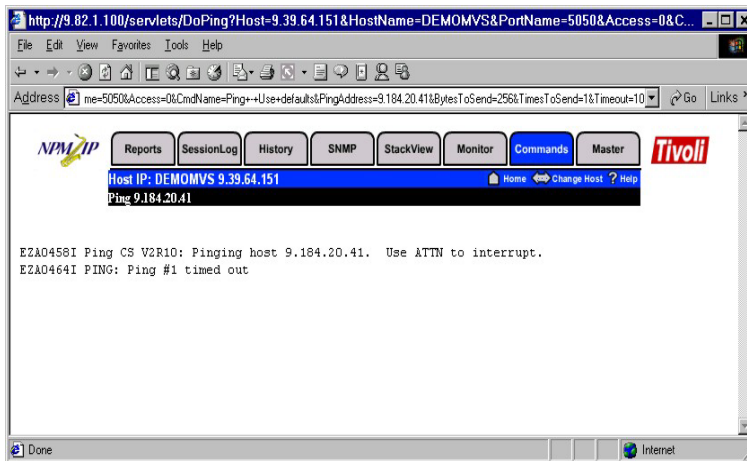 http://9.82.1.100/servlets/DoPing?Host=9.39.64.151&HostName=DEMOMVS&PortName=5050&Access=0&C...
File Edit View Favorites Tools Help
Address me=5050&Access=0&CmdName=Ping+-+Use+defaults&PingAddress=9.184.20.41&BytesToSend=256&TimesToSend=1&Timeout=10 Go Links
NPM/IP Reports SessionLog History SNMP StackView Monitor Commands Master Tivoli
Host IP: DEMOMVS 9.39.64.151 Home Change Host ? Help
Ping 9.184.20.41
EZA0458I Ping CS V2R10: Pinging host 9.184.20.41. Use ATTN to interrupt.
EZA0464I PING: Ping #1 timed out
Done Internet